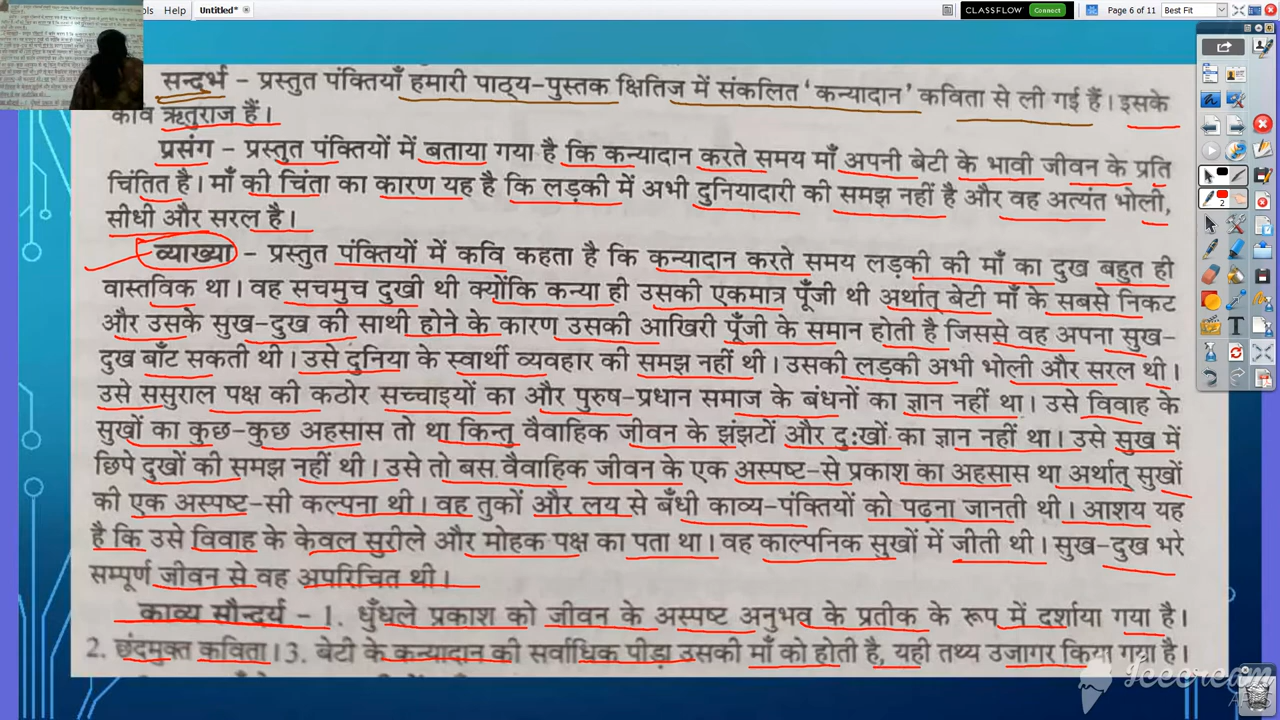 ols Help Untitled*
CLASSFLOW Connect Page 6 of 11 Best Fit
सन्दर्भ - प्रस्तुत पंक्तियाँ हमारी पाठ्य-पुस्तक क्षितिज में संकलित 'कन्यादान' कविता से ली गई हैं। इसके
कवि ऋतुराज हैं।
प्रसंग - प्रस्तुत पंक्तियों में बताया गया है कि कन्यादान करते समय माँ अपनी बेटी के भावी जीवन के प्रति
चिंतित है। माँ की चिंता का कारण यह है कि लड़की में अभी दुनियादारी की समझ नहीं है और वह अत्यंत भोली,
सीधी और सरल है।
व्याख्या - प्रस्तुत पंक्तियों में कवि कहता है कि कन्यादान करते समय लड़की की माँ का दुख बहुत ही
वास्तविक था। वह सचमुच दुखी थी क्योंकि कन्या ही उसकी एकमात्र पूँजी थी अर्थात् बेटी माँ के सबसे निकट
और उसके सुख-दुख की साथी होने के कारण उसकी आखिरी पूँजी के समान होती है जिससे वह अपना सुख-
दुख बाँट सकती थी। उसे दुनिया के स्वार्थी व्यवहार की समझ नहीं थी। उसकी लड़की अभी भोली और सरल थी।
उसे ससुराल पक्ष की कठोर सच्चाइयों का और पुरुष-प्रधान समाज के बंधनों का ज्ञान नहीं था। उसे विवाह के
सुखों का कुछ-कुछ अहसास तो था किन्तु वैवाहिक जीवन के झंझटों और दुःखों का ज्ञान नहीं था। उसे सुख में
छिपे दुखों की समझ नहीं थी। उसे तो बस वैवाहिक जीवन के एक अस्पष्ट-से प्रकाश का अहसास था अर्थात् सुखों
की एक अस्पष्ट-सी कल्पना थी। वह तुकों और लय से बँधी काव्य-पंक्तियों को पढ़ना जानती थी। आशय यह
है कि उसे विवाह के केवल सुरीले और मोहक पक्ष का पता था। वह काल्पनिक सुखों में जीती थी। सुख-दुख भरे
सम्पूर्ण जीवन से वह अपरिचित थी।
काव्य सौन्दर्य - 1. धुँधले प्रकाश को जीवन के अस्पष्ट अनुभव के प्रतीक के रूप में दर्शाया गया है।
2. छंदमुक्त कविता। 3. बेटी के कन्यादान की सर्वाधिक पीड़ा उसकी माँ को होती है, यही तथ्य उजागर किया गया है।
Icecream
APPS